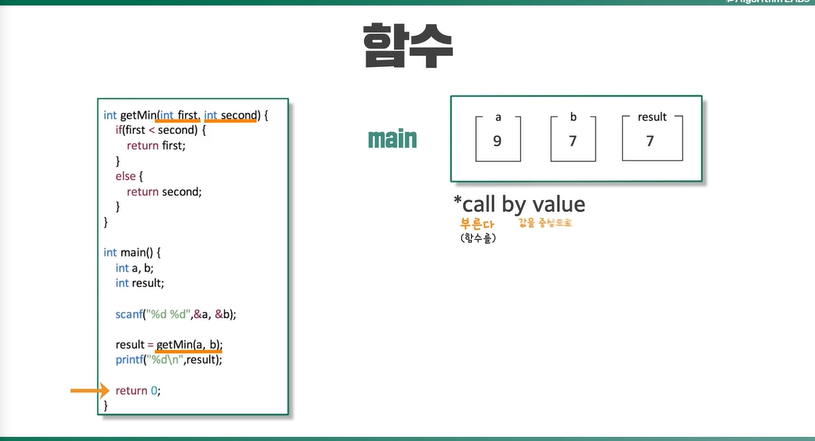 Algorithm LABS
함수
int getMin(int first, int second) {
if(first < second) {
return first;
}
else {
return second;
}
}
int main() {
int a, b;
int result;
scanf("%d %d",&a, &b);
result = getMin(a, b);
printf("%d\n",result);
return 0;
}
main
a b result
9 7 7
*call by value
부른다 값을 중심으로
(함수를)